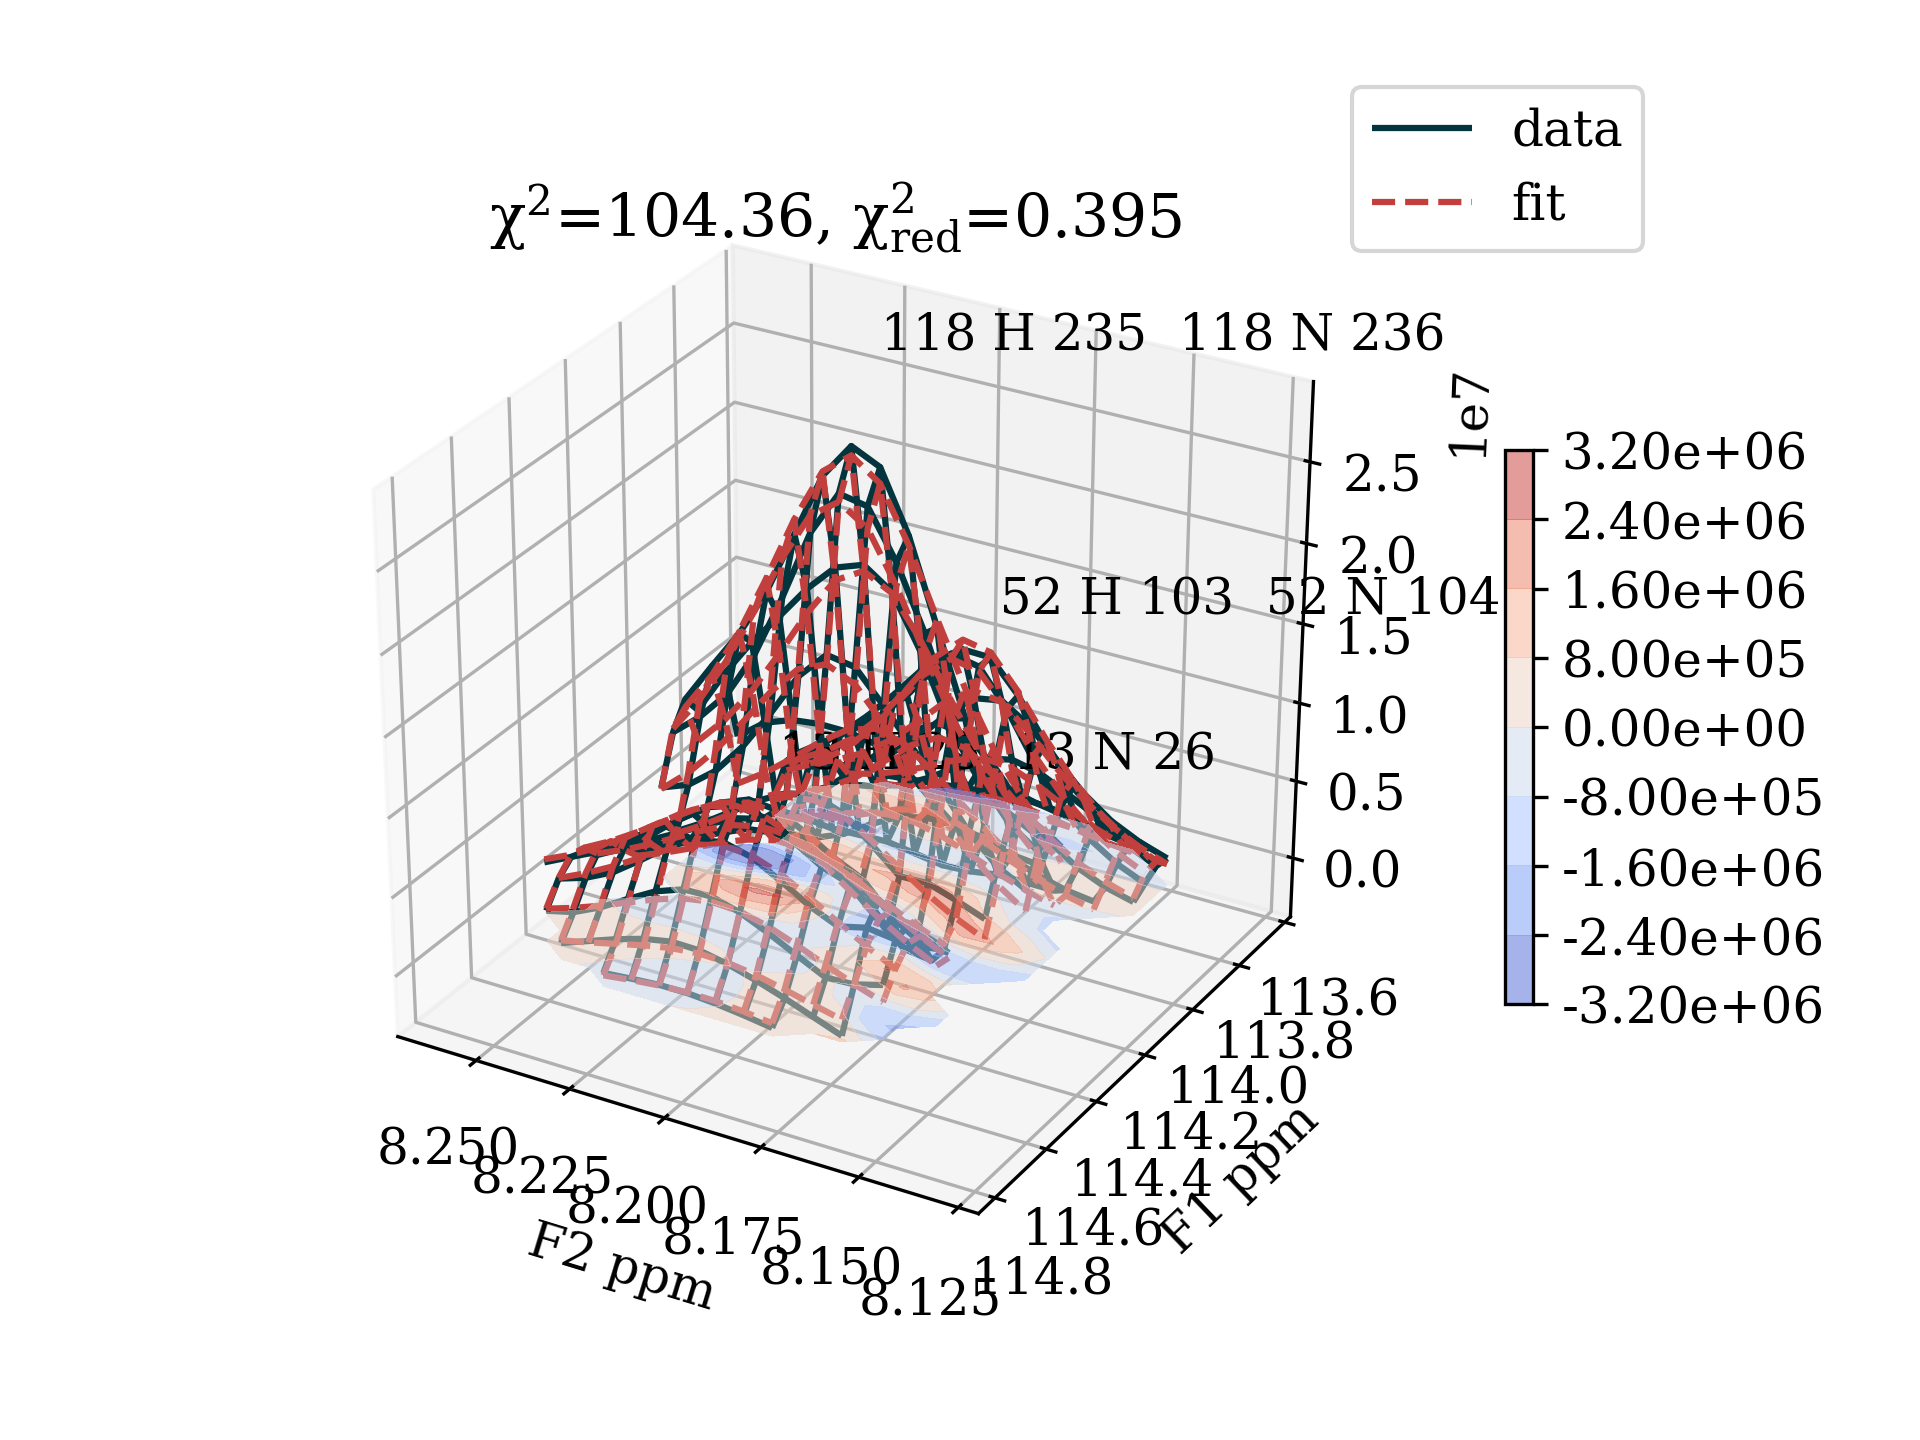 data
fit
χ²=104.36, χ²red=0.395
118 H 235 118 N 236
52 H 103 52 N 104
13 N 26
1e7
2.5
2.0
1.5
1.0
0.5
0.0
3.20e+06
2.40e+06
1.60e+06
8.00e+05
0.00e+00
-8.00e+05
-1.60e+06
-2.40e+06
-3.20e+06
113.6
113.8
114.0
114.2
114.4
114.6
114.8
F1 ppm
8.250
8.225
8.200
8.175
8.150
8.125
F2 ppm